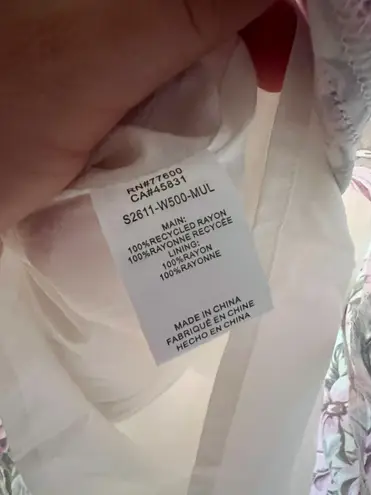 RN#77600
CA#45831
S2611-W500-MUL
MAIN:
100%RECYCLED RAYON
100%RAYONNE RECYCÉE
LINING:
100%RAYON
100%RAYONNE
MADE IN CHINA
FABRIQUÉ EN CHINE
HECHO EN CHINA